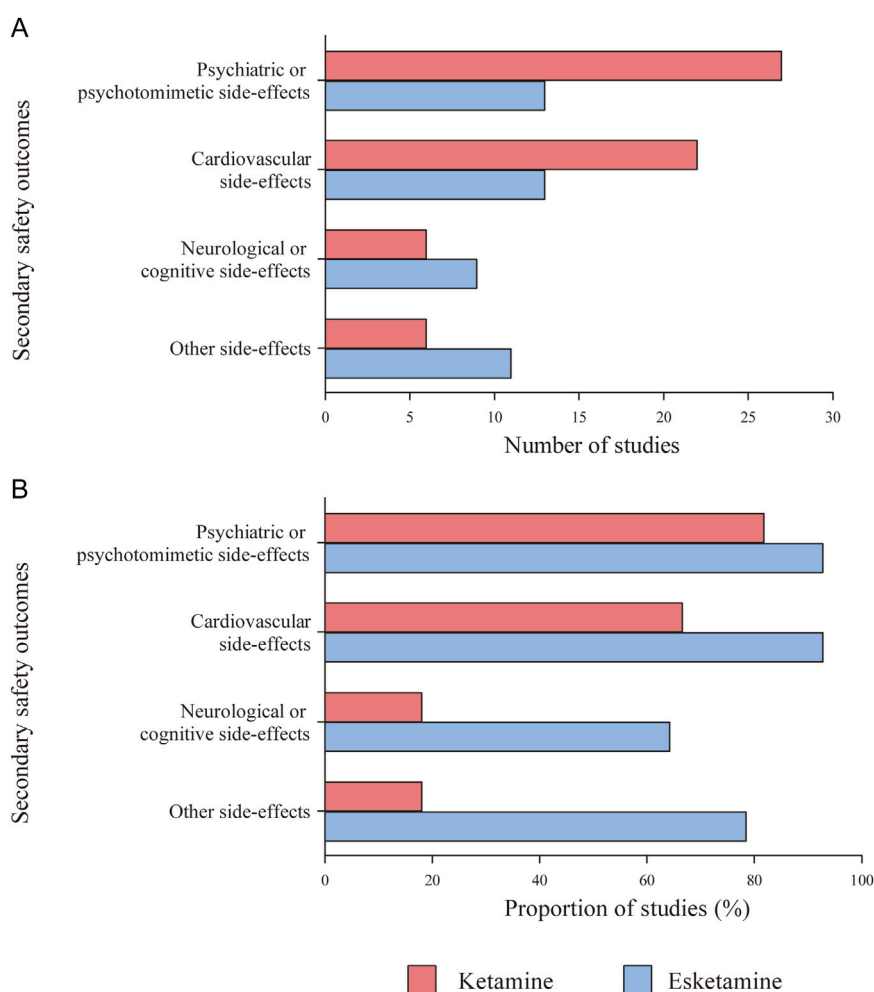 A
Secondary safety outcomes
Psychiatric or
psychotomimetic side-effects
Cardiovascular
side-effects
Neurological or
cognitive side-effects
Other side-effects
0 5 10 15 20 25 30
Number of studies
B
Secondary safety outcomes
Psychiatric or
psychotomimetic side-effects
Cardiovascular
side-effects
Neurological or
cognitive side-effects
Other side-effects
0 20 40 60 80 100
Proportion of studies (%)
Ketamine Esketamine